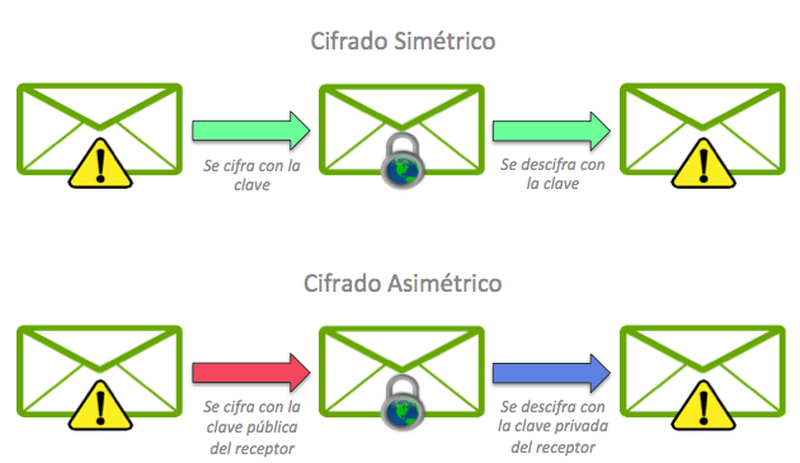 Cifrado Simétrico
Se cifra con la
clave
Se descifra con
la clave
Cifrado Asimétrico
Se cifra con la
clave pública
del receptor
Se descifra con
la clave privada
del receptor